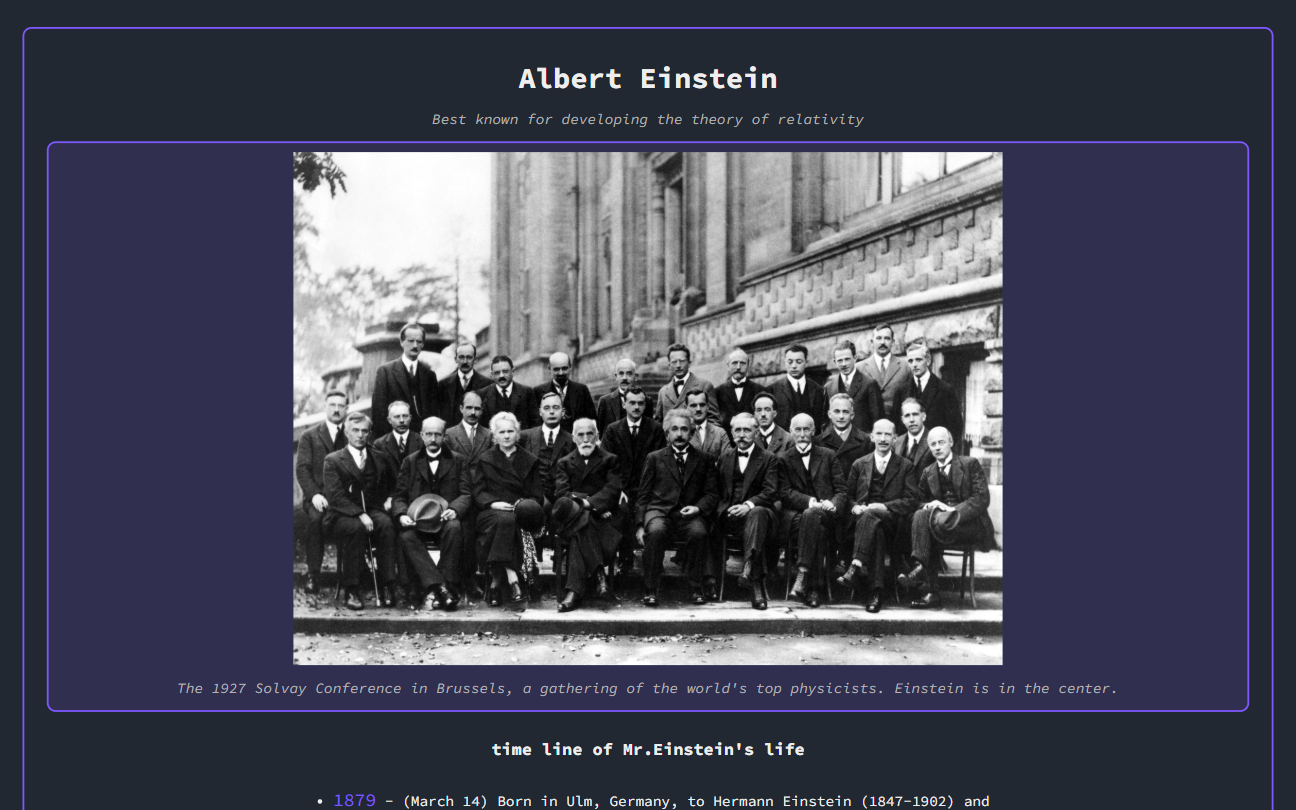 Albert Einstein
Best known for developing the theory of relativity
The 1927 Solvay Conference in Brussels, a gathering of the world's top physicists. Einstein is in the center.
time line of Mr.Einstein's life
• 1879 - (March 14) Born in Ulm, Germany, to Hermann Einstein (1847-1902) and